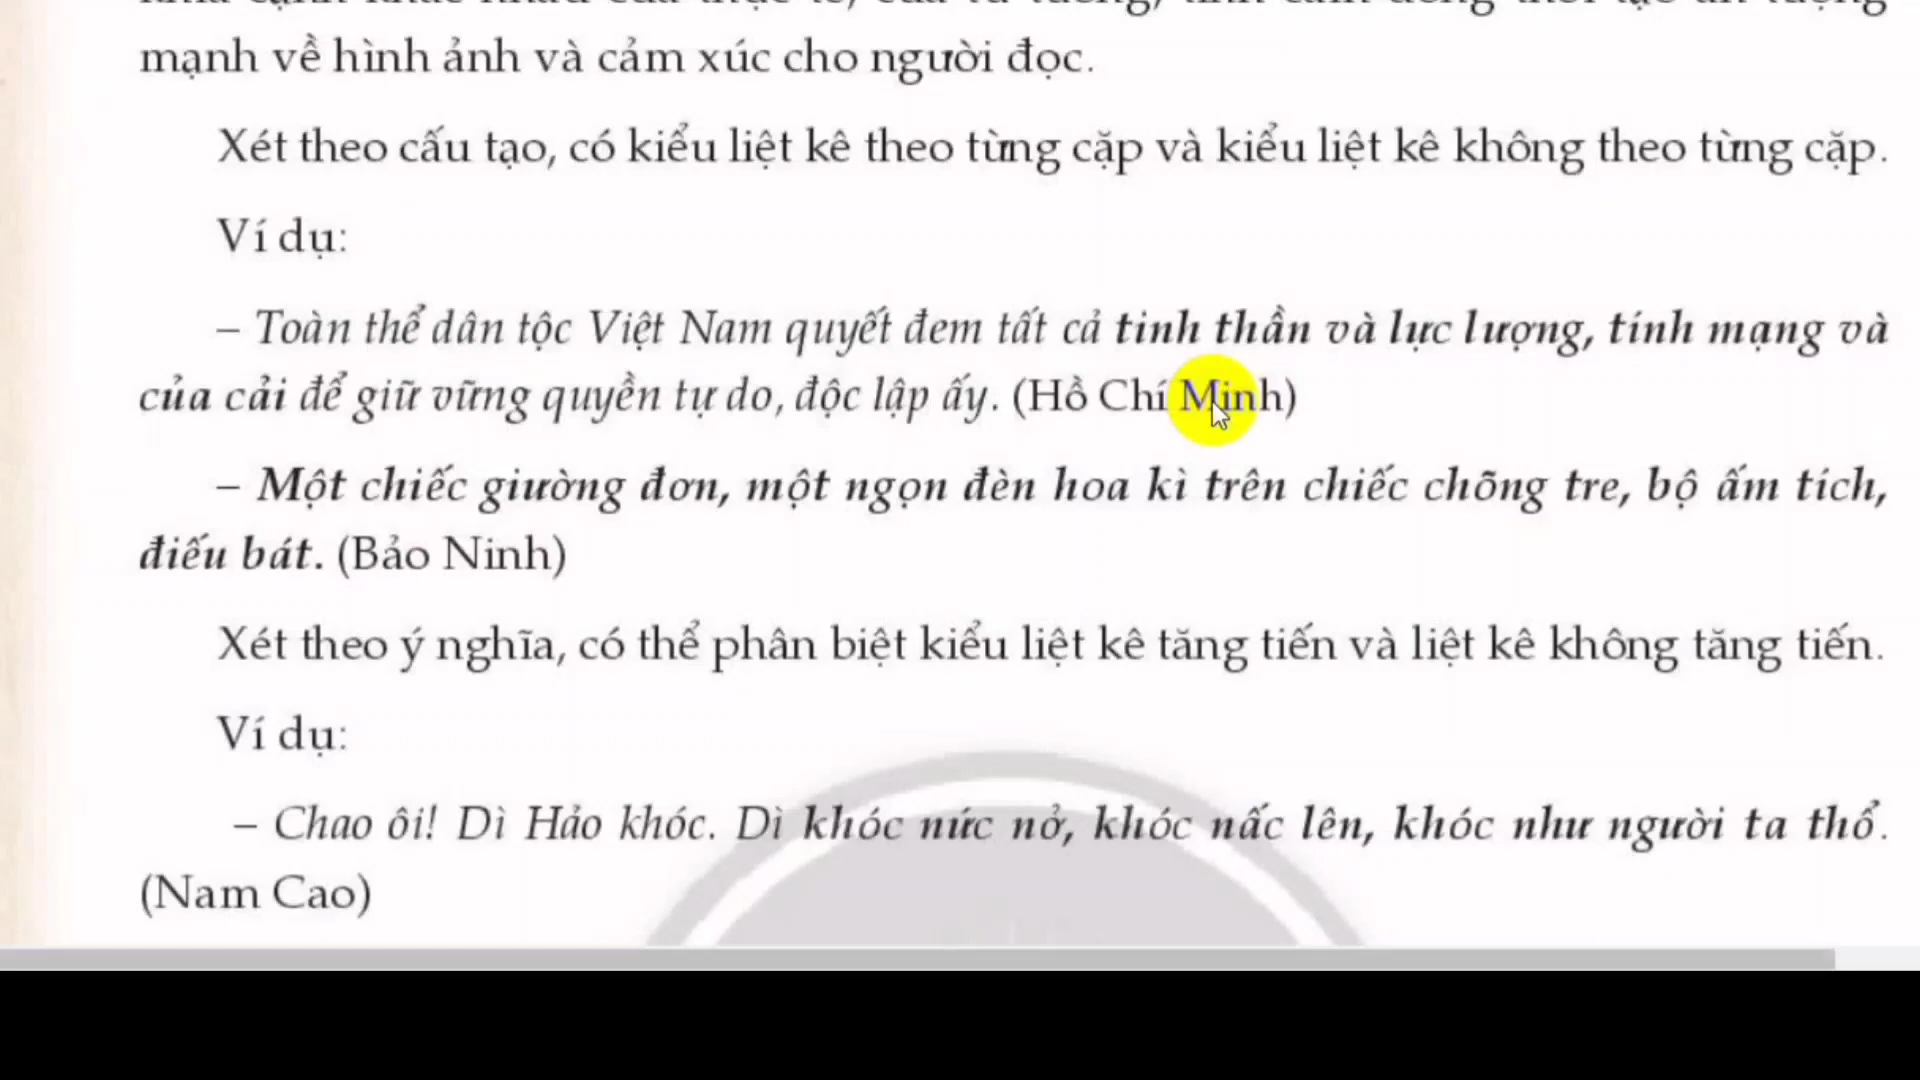 mạnh về hình ảnh và cảm xúc cho người đọc.
Xét theo cấu tạo, có kiểu liệt kê theo từng cặp và kiểu liệt kê không theo từng cặp.
Ví dụ:
– Toàn thể dân tộc Việt Nam quyết đem tất cả tinh thần và lực lượng, tính mạng và
của cải để giữ vững quyền tự do, độc lập ấy. (Hồ Chí Minh)
– Một chiếc giường đơn, một ngọn đèn hoa kì trên chiếc chõng tre, bộ ấm tích,
điếu bát. (Bảo Ninh)
Xét theo ý nghĩa, có thể phân biệt kiểu liệt kê tăng tiến và liệt kê không tăng tiến.
Ví dụ:
– Chao ôi! Dì Hảo khóc. Dì khóc nức nở, khóc nấc lên, khóc như người ta thổ.
(Nam Cao)